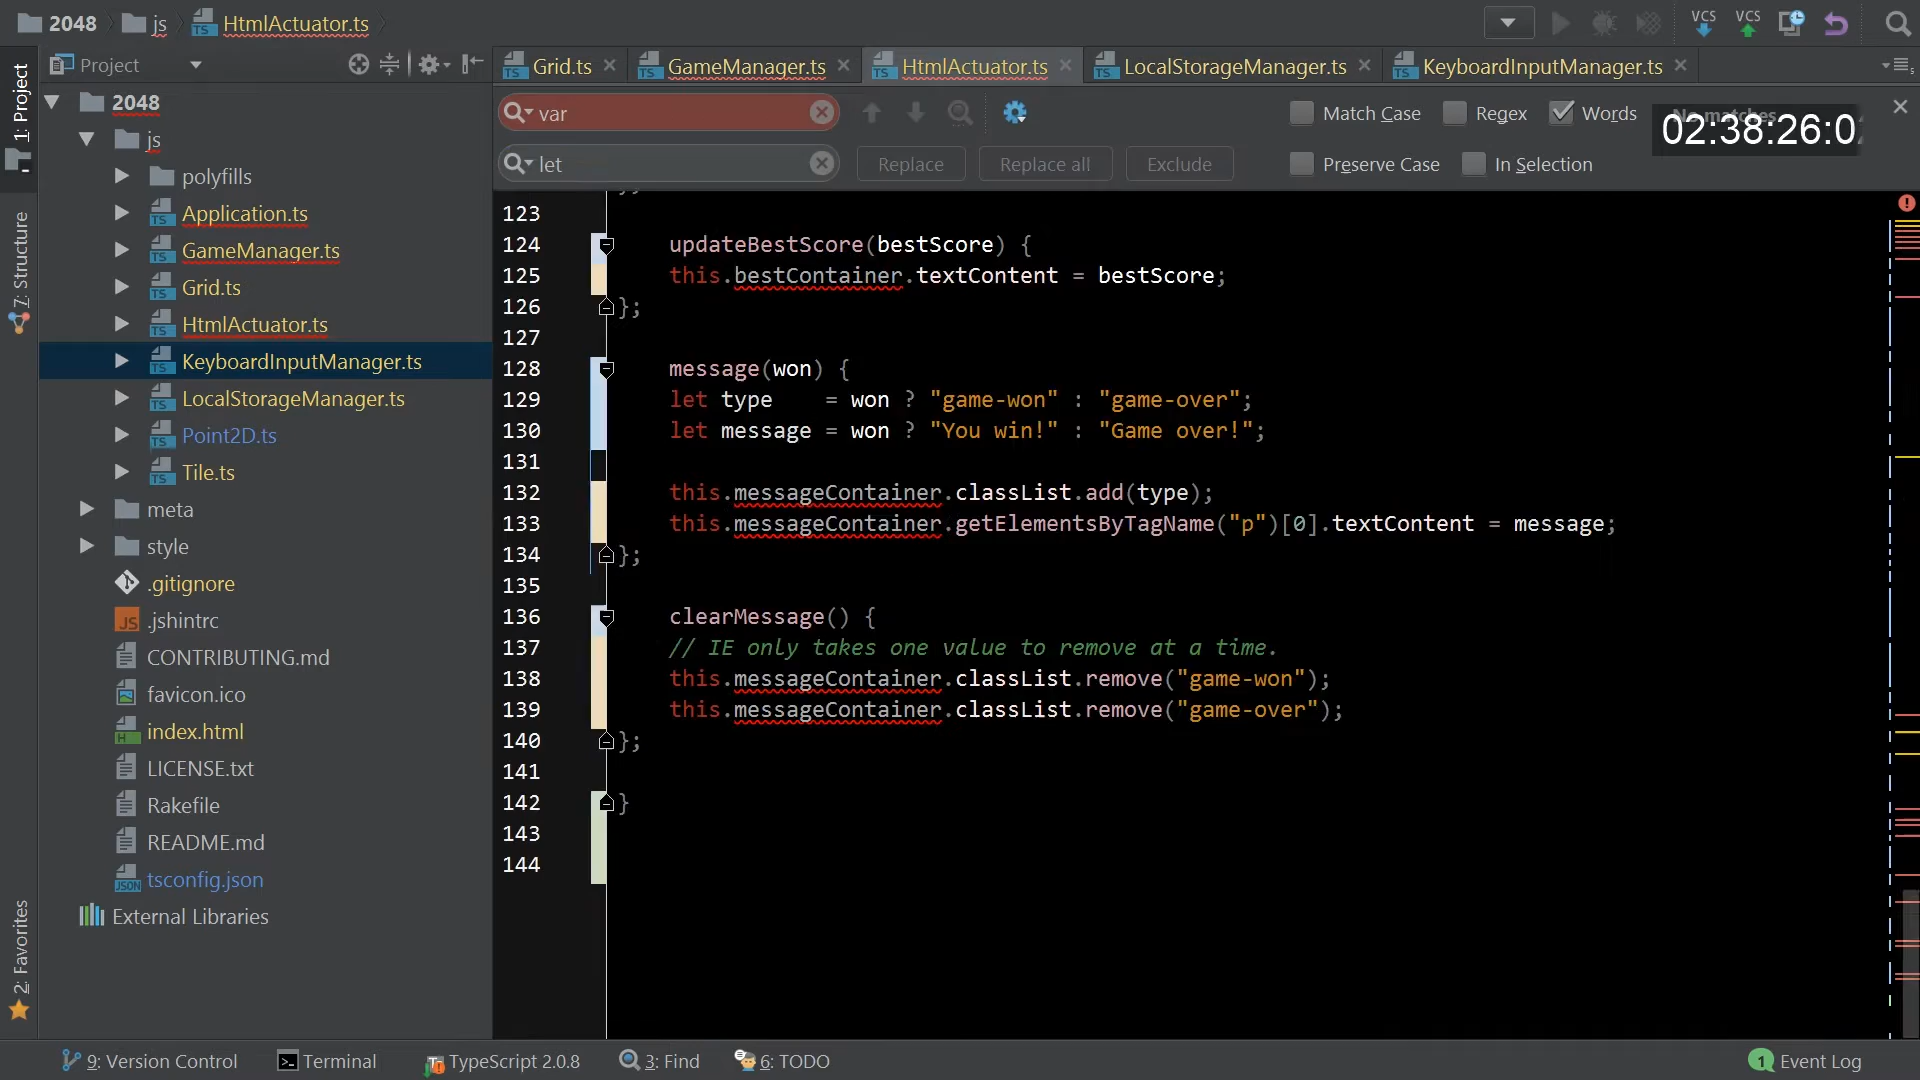 2048 js HtmlActuator.ts
VCS VCS
Project
Grid.ts GameManager.ts HtmlActuator.ts LocalStorageManager.ts KeyboardInputManager.ts
var
Match Case Regex Words
No matches
02:38:26:0
let
Replace Replace all Exclude Preserve Case In Selection
1: Project
7: Structure
2: Favorites
2048
js
polyfills
Application.ts
GameManager.ts
Grid.ts
HtmlActuator.ts
KeyboardInputManager.ts
LocalStorageManager.ts
Point2D.ts
Tile.ts
meta
style
.gitignore
.jshintrc
CONTRIBUTING.md
favicon.ico
index.html
LICENSE.txt
Rakefile
README.md
tsconfig.json
External Libraries
123
124 updateBestScore(bestScore) {
125 this.bestContainer.textContent = bestScore;
126 };
127
128 message(won) {
129 let type    = won ? "game-won" : "game-over";
130 let message = won ? "You win!" : "Game over!";
131
132 this.messageContainer.classList.add(type);
133 this.messageContainer.getElementsByTagName("p")[0].textContent = message;
134 };
135
136 clearMessage() {
137 // IE only takes one value to remove at a time.
138 this.messageContainer.classList.remove("game-won");
139 this.messageContainer.classList.remove("game-over");
140 };
141
142 }
143
144
9: Version Control Terminal TypeScript 2.0.8 3: Find 6: TODO 1 Event Log